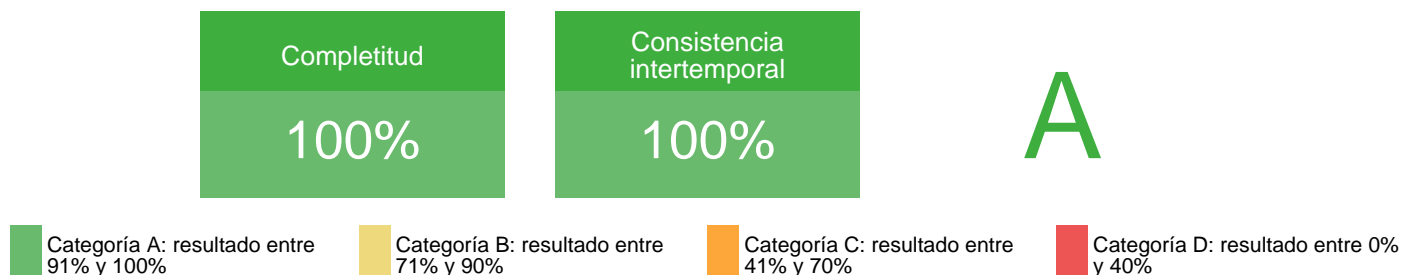 Completitud
100%
Consistencia
intertemporal
100%
A
Categoría A: resultado entre
91% y 100%
Categoría B: resultado entre
71% y 90%
Categoría C: resultado entre
41% y 70%
Categoría D: resultado entre 0%
y 40%